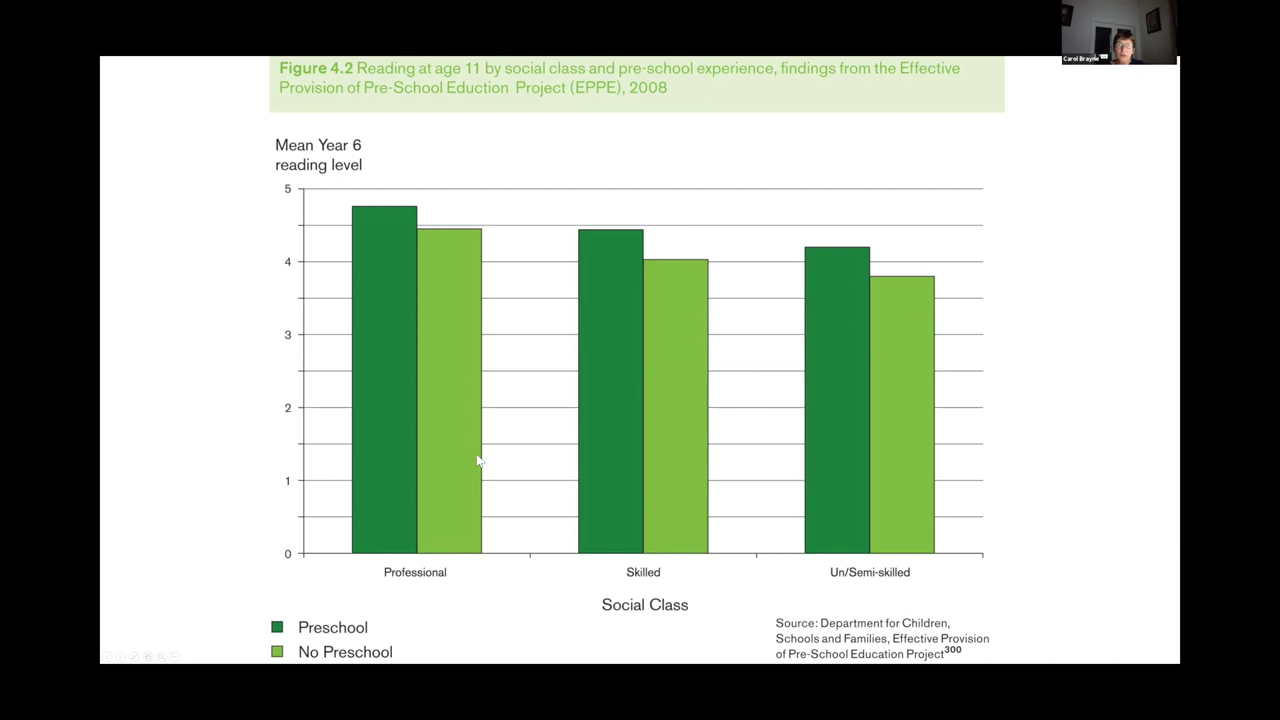 Carol Brayne
Figure 4.2 Reading at age 11 by social class and pre-school experience, findings from the Effective
Provision of Pre-School Eduction Project (EPPE), 2008
Mean Year 6
reading level
5
4
3
2
1
0
Professional
Skilled
Un/Semi-skilled
Social Class
Preschool
No Preschool
Source: Department for Children,
Schools and Families, Effective Provision
of Pre-School Education Project300